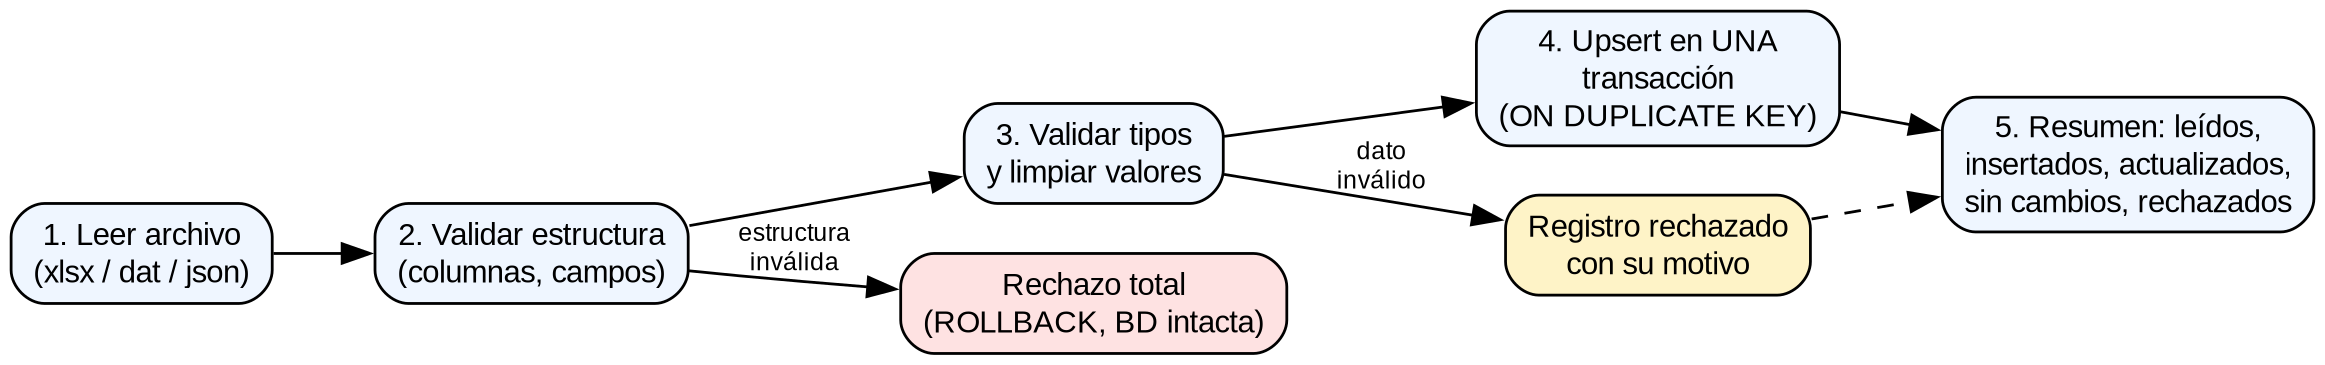 1. Leer archivo
(xlsx / dat / json)
2. Validar estructura
(columnas, campos)
estructura
inválida
Rechazo total
(ROLLBACK, BD intacta)
3. Validar tipos
y limpiar valores
dato
inválido
Registro rechazado
con su motivo
4. Upsert en UNA
transacción
(ON DUPLICATE KEY)
5. Resumen: leídos,
insertados, actualizados,
sin cambios, rechazados